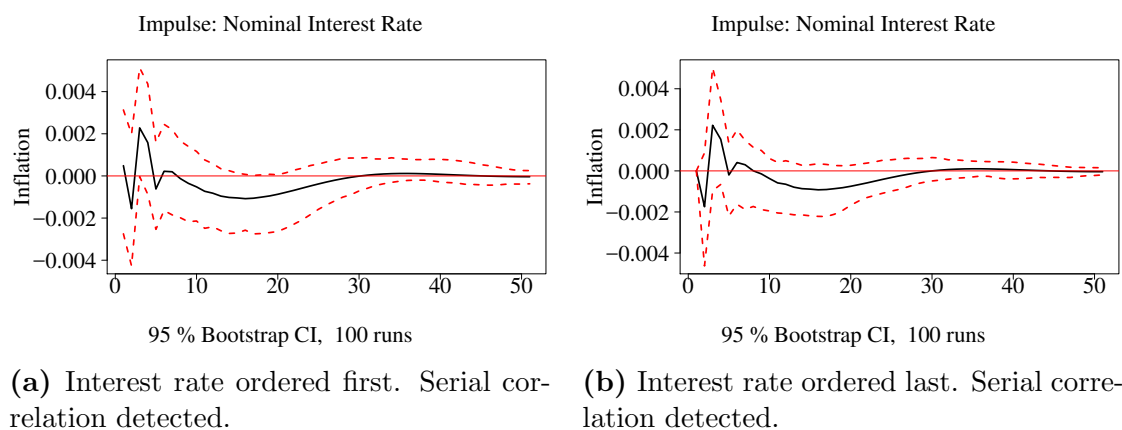 Impulse: Nominal Interest Rate
Inflation
0.004
0.002
0.000
−0.002
−0.004
0 10 20 30 40 50
95 % Bootstrap CI, 100 runs
(a) Interest rate ordered first. Serial cor-
relation detected.
Impulse: Nominal Interest Rate
Inflation
0.004
0.002
0.000
−0.002
−0.004
0 10 20 30 40 50
95 % Bootstrap CI, 100 runs
(b) Interest rate ordered last. Serial corre-
lation detected.